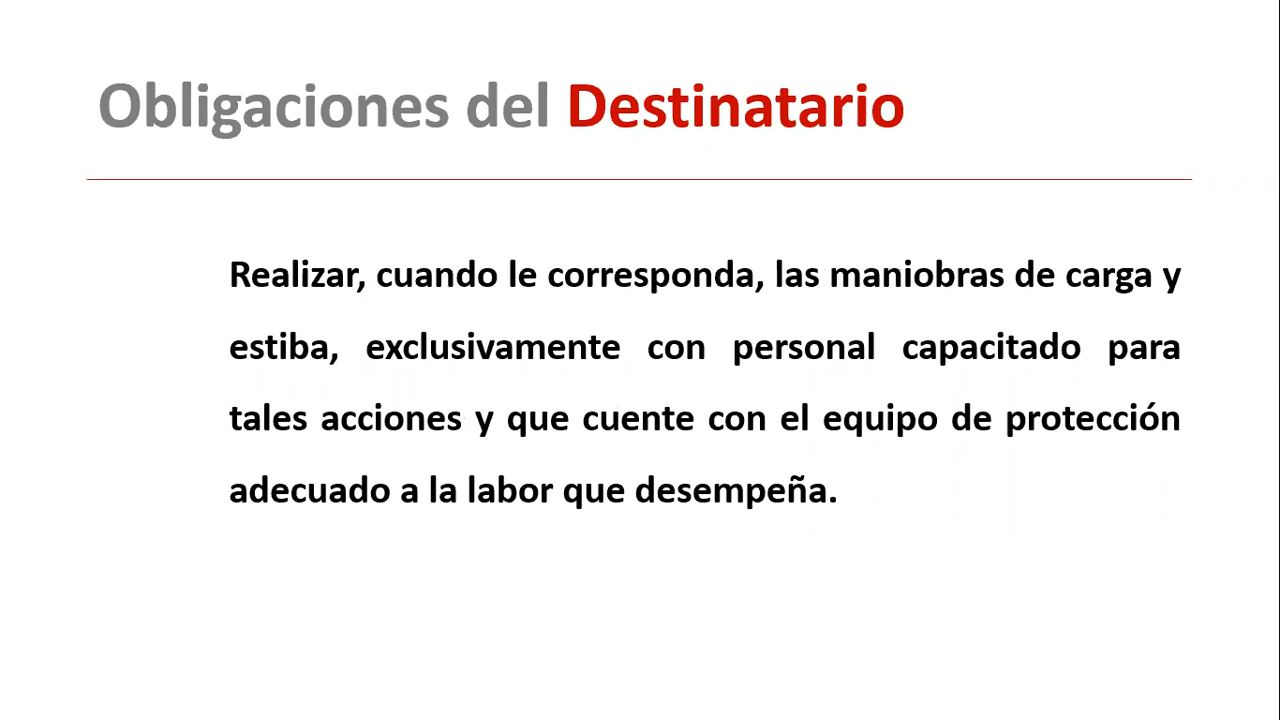 Obligaciones del Destinatario
Realizar, cuando le corresponda, las maniobras de carga y
estiba, exclusivamente con personal capacitado para
tales acciones y que cuente con el equipo de protección
adecuado a la labor que desempeña.